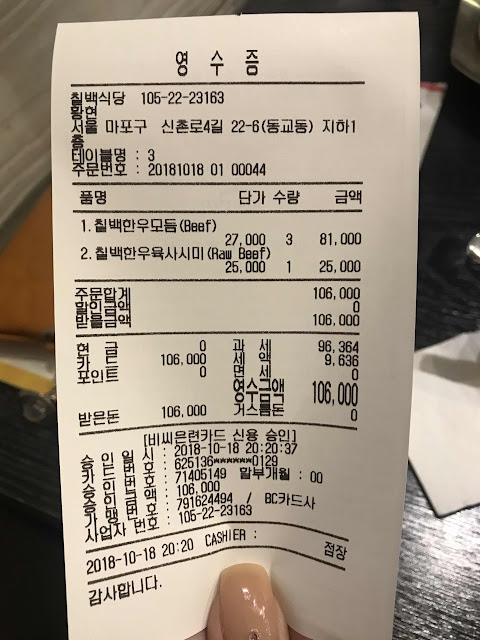 영 수 증
칠백식당 105-22-23163
황현
서울 마포구 신촌로4길 22-6(동교동) 지하1
층
테이블명 : 3
주문번호 : 20181018 01 00044
품명 단가 수량 금액
1.칠백한우모듬(Beef)
27,000 3 81,000
2.칠백한우육사시미(Raw Beef)
25,000 1 25,000
주문합계 106,000
할인금액 0
받을금액 106,000
현 금 0 과 세 96,364
카 드 106,000 세 액 9,636
포인트 0 면 세 0
영수금액 106,000
받은돈 106,000 거스름돈 0
[비씨은련카드 신용 승인]
승 인 일 시 : 2018-10-18 20:20:37
카 드 번 호 : 625136******0129
승 인 번 호 : 71405149 할부개월 : 00
승 인 금 액 : 106,000
가 맹 번 호 : 791624494 / BC카드사
사업자 번호 : 105-22-23163
2018-10-18 20:20 CASHIER : 점장
감사합니다.